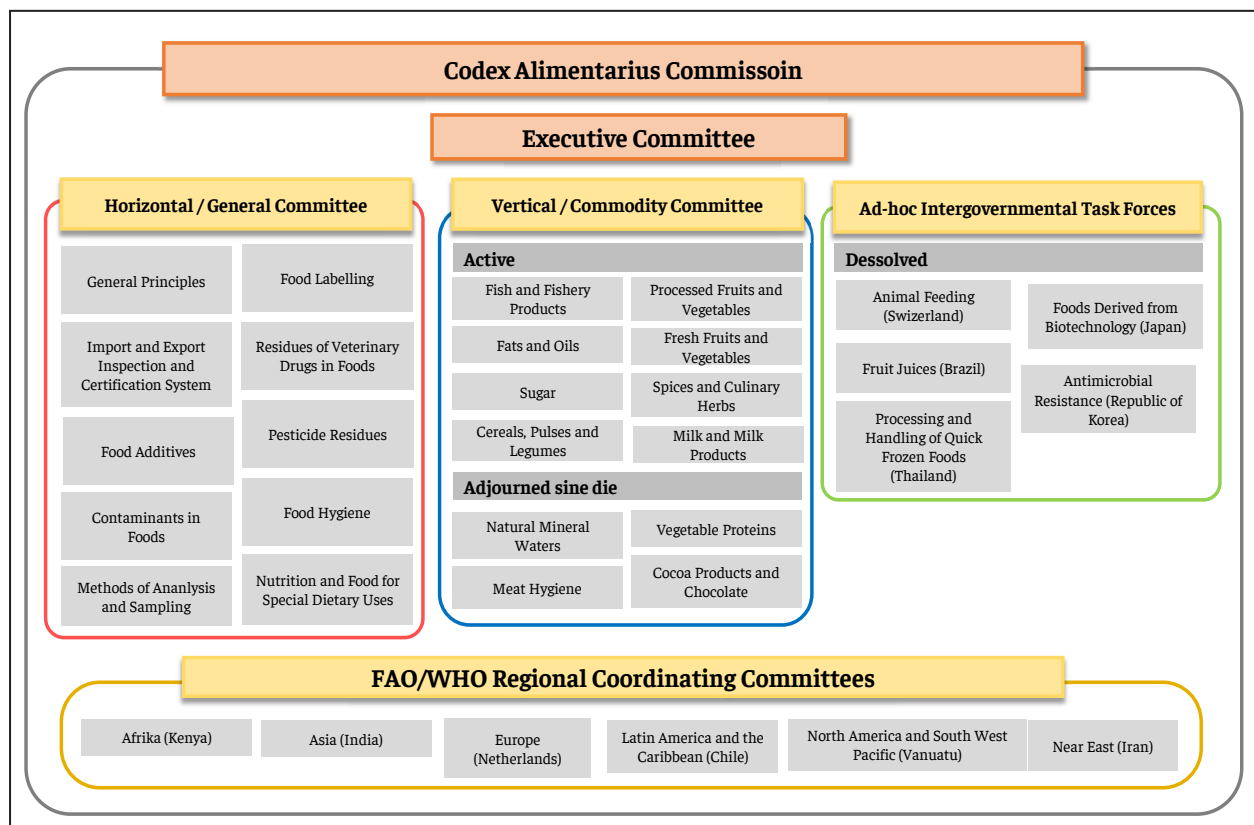 Codex Alimentarius Commissoin
Executive Committee
Horizontal / General Committee
General Principles
Food Labelling
Import and Export
Inspection and
Certification System
Residues of Veterinary
Drugs in Foods
Food Additives
Pesticide Residues
Contaminants in
Foods
Food Hygiene
Methods of Ananlysis
and Sampling
Nutrition and Food for
Special Dietary Uses
Vertical / Commodity Committee
Active
Fish and Fishery
Products
Processed Fruits and
Vegetables
Fats and Oils
Fresh Fruits and
Vegetables
Sugar
Spices and Culinary
Herbs
Cereals, Pulses and
Legumes
Milk and Milk
Products
Adjourned sine die
Natural Mineral
Waters
Vegetable Proteins
Meat Hygiene
Cocoa Products and
Chocolate
Ad-hoc Intergovernmental Task Forces
Dessolved
Animal Feeding
(Swizerland)
Foods Derived from
Biotechnology (Japan)
Fruit Juices (Brazil)
Antimicrobial
Resistance (Republic of
Korea)
Processing and
Handling of Quick
Frozen Foods
(Thailand)
FAO/WHO Regional Coordinating Committees
Afrika (Kenya)
Asia (India)
Europe
(Netherlands)
Latin America and the
Caribbean (Chile)
North America and South West
Pacific (Vanuatu)
Near East (Iran)